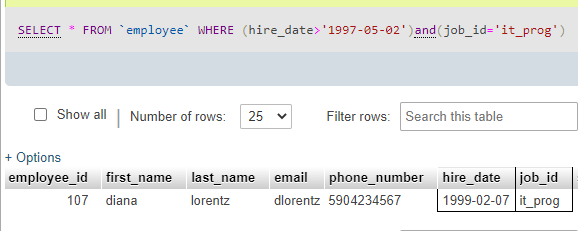 SELECT * FROM `employee` WHERE (hire_date>'1997-05-02')and(job_id='it_prog')
Show all | Number of rows: 25 Filter rows: Search this table
+ Options
employee_id first_name last_name email phone_number hire_date job_id
107 diana lorentz dlorentz 5904234567 1999-02-07 it_prog